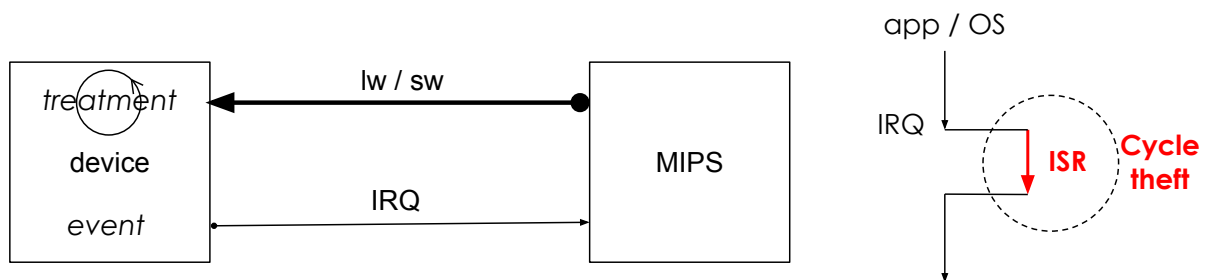 treatment
device
event
lw / sw
IRQ
MIPS
app / OS
IRQ
ISR
Cycle
theft